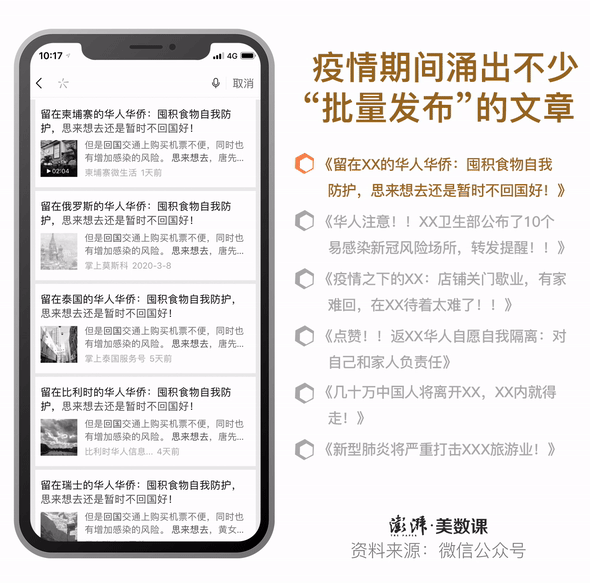 10:17
4G
取消
留在柬埔寨的华人华侨：囤积食物自我防
护，思来想去还是暂时不回国好！
但是回国交通上购买机票不便，同时也
有增加感染的风险。 思来想去，唐先...
02:04
柬埔寨微生活 1天前
留在俄罗斯的华人华侨：囤积食物自我防
护，思来想去还是暂时不回国好！
但是回国交通上购买机票不便，同时也
有增加感染的风险。 思来想去，唐先...
掌上莫斯科 2020-3-8
留在泰国的华人华侨：囤积食物自我防护，
思来想去还是暂时不回国好！
但是回国交通上购买机票不便，同时也
有增加感染的风险。 思来想去，唐先...
掌上泰国服务号 5天前
留在比利时的华人华侨：囤积食物自我防
护，思来想去还是暂时不回国好！
但是回国交通上购买机票不便，同时也
有增加感染的风险。 思来想去，唐先...
比利时华人信息... 4天前
留在瑞士的华人华侨：囤积食物自我防护，
思来想去还是暂时不回国好！
但是回国交通上购买机票不便，同时也
有增加感染的风险。 思来想去，黄女...
疫情期间涌出不少
“批量发布”的文章
《留在XX的华人华侨：囤积食物自我
防护，思来想去还是暂时不回国好！》
《华人注意！！XX卫生部公布了10个
易感染新冠风险场所，转发提醒！！》
《疫情之下的XX：店铺关门歇业，有家
难回，在XX待着太难了！！》
《点赞！！返XX华人自愿自我隔离：对
自己和家人负责任》
《几十万中国人将离开XX，XX内就得
走！》
《新型肺炎将严重打击XXX旅游业！》
澎湃·美数课
THE PAPER
资料来源：微信公众号